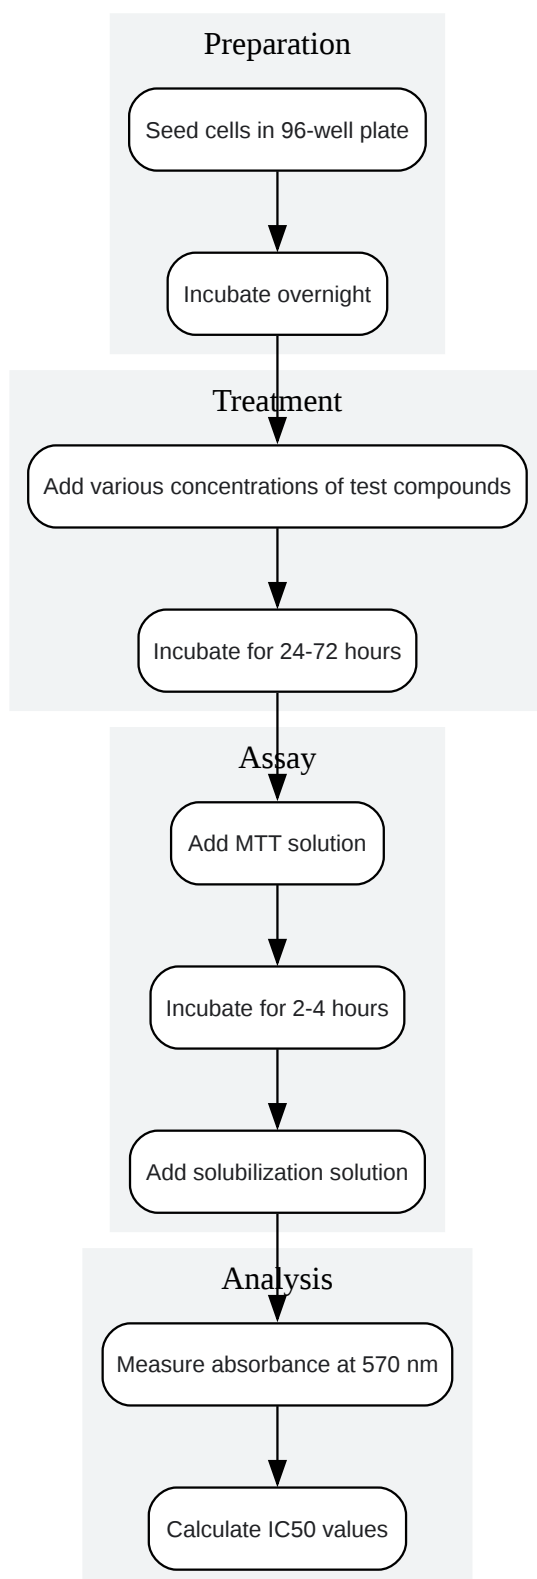 Preparation
Seed cells in 96-well plate
Incubate overnight
Treatment
Add various concentrations of test compounds
Incubate for 24-72 hours
Assay
Add MTT solution
Incubate for 2-4 hours
Add solubilization solution
Analysis
Measure absorbance at 570 nm
Calculate IC50 values